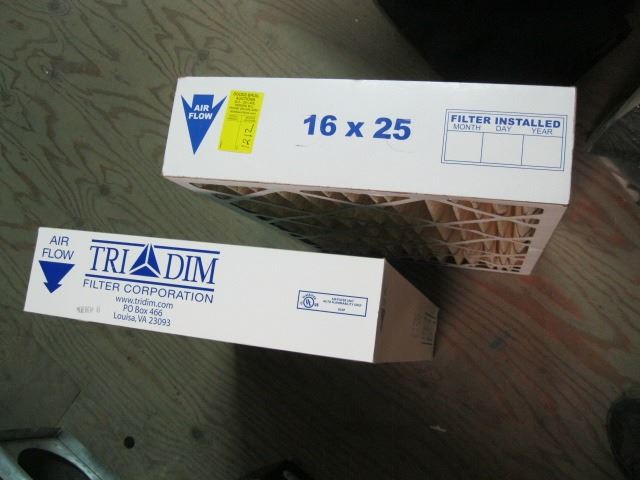 AIR
FLOW
1212
16 x 25
FILTER INSTALLED
MONTH DAY YEAR
AIR
FLOW
TRI DIM
FILTER CORPORATION
www.tridim.com
PO Box 466
Louisa, VA 23093